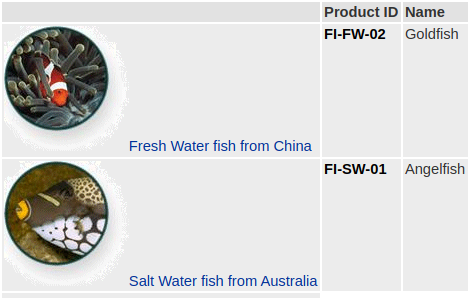 Product ID Name
FI-FW-02 Goldfish
Fresh Water fish from China
FI-SW-01 Angelfish
Salt Water fish from Australia